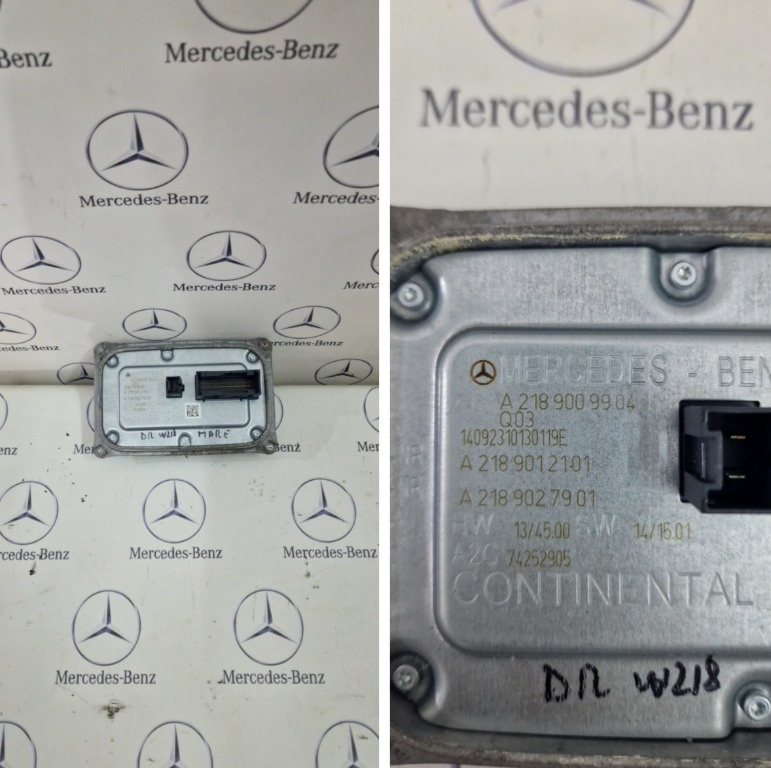 Benz
Mercedes-Benz
Mercedes-Benz
Mercedes-Benz
Mercedes-Benz
Mercedes-Benz
Mercedes-Benz
Mercedes-Benz
DR W218 MARE
Mercedes-Benz
Mercedes-Benz
Mercedes-Benz
Mercedes-Benz
Mercedes-Benz
Mercedes-Benz
MERCEDES - BEN
A 218 900 99 04
Q03
14092310130119E
A 218 901 21 01
A 218 902 79 01
HW 13/45.00 SW 14/15.01
A2C 74252905
CONTINENTAL
DR W218